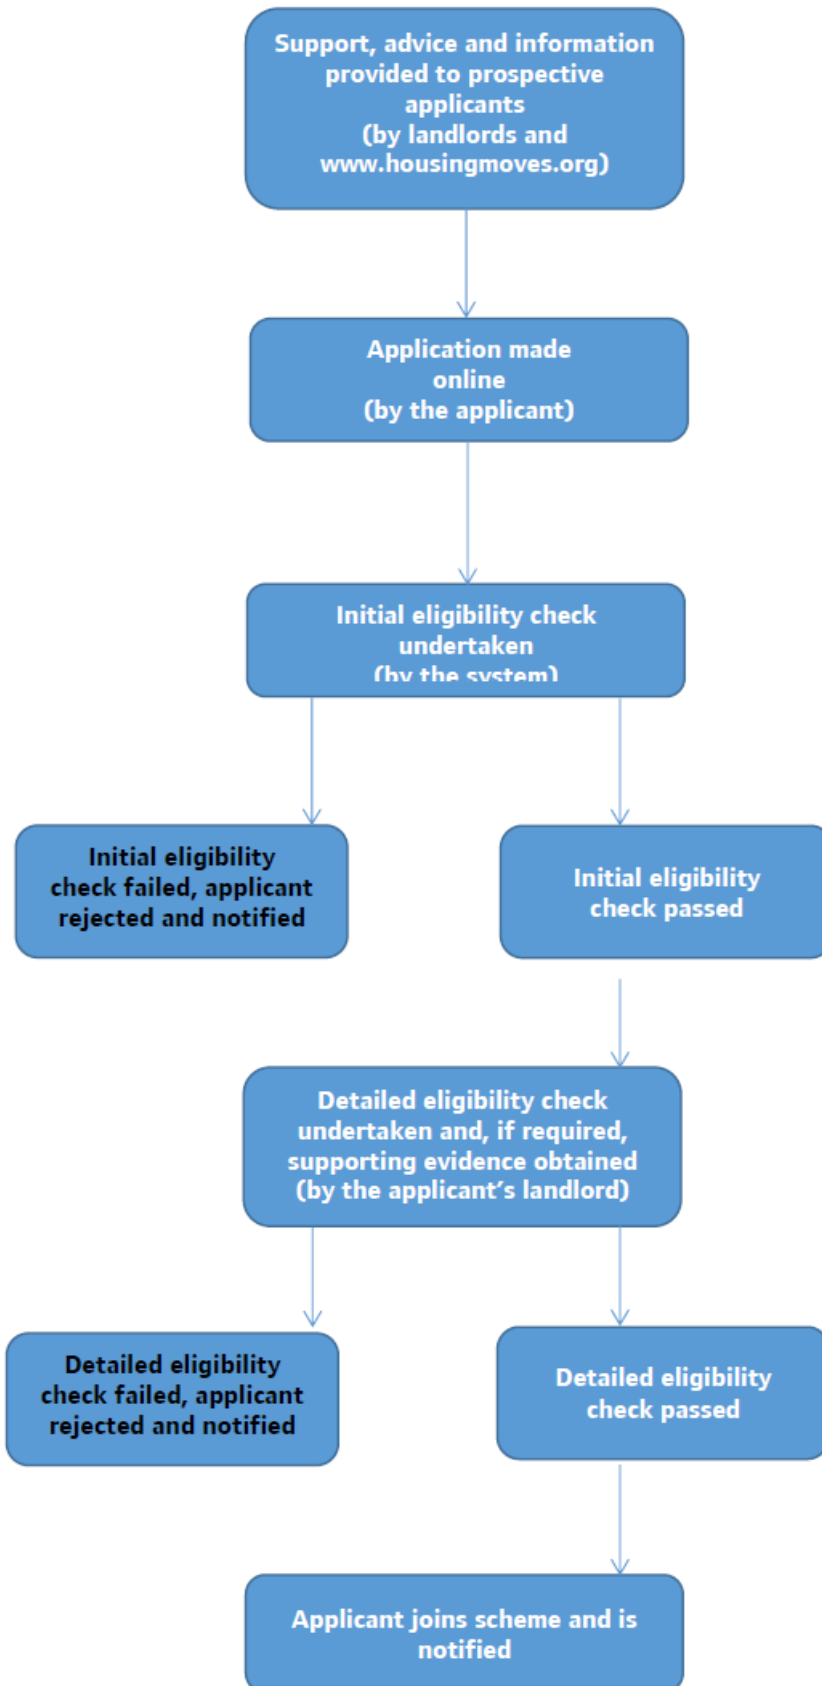 Support, advice and information
provided to prospective
applicants
(by landlords and
www.housingmoves.org)
Application made
online
(by the applicant)
Initial eligibility check
undertaken
(by the system)
Initial eligibility
check failed, applicant
rejected and notified
Initial eligibility
check passed
Detailed eligibility check
undertaken and, if required,
supporting evidence obtained
(by the applicant’s landlord)
Detailed eligibility
check failed, applicant
rejected and notified
Detailed eligibility
check passed
Applicant joins scheme and is
notified